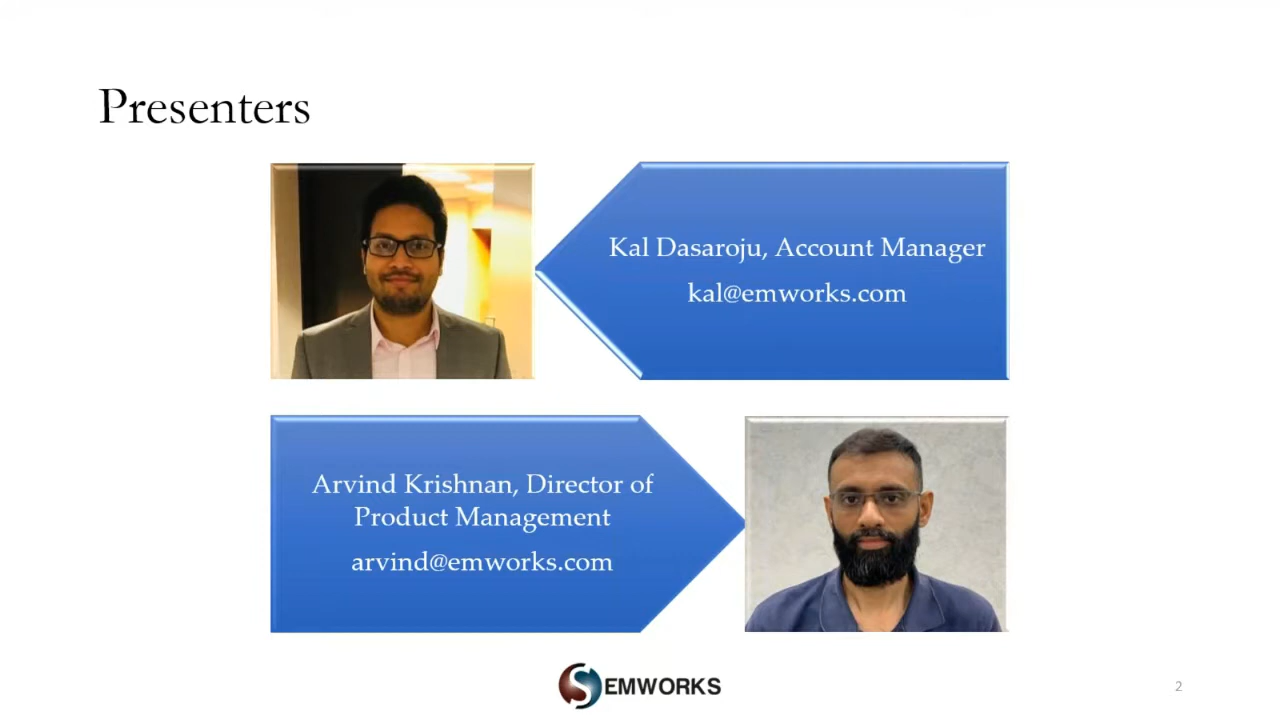 Presenters
Kal Dasaroju, Account Manager
kal@emworks.com
Arvind Krishnan, Director of
Product Management
arvind@emworks.com
EMWORKS
2